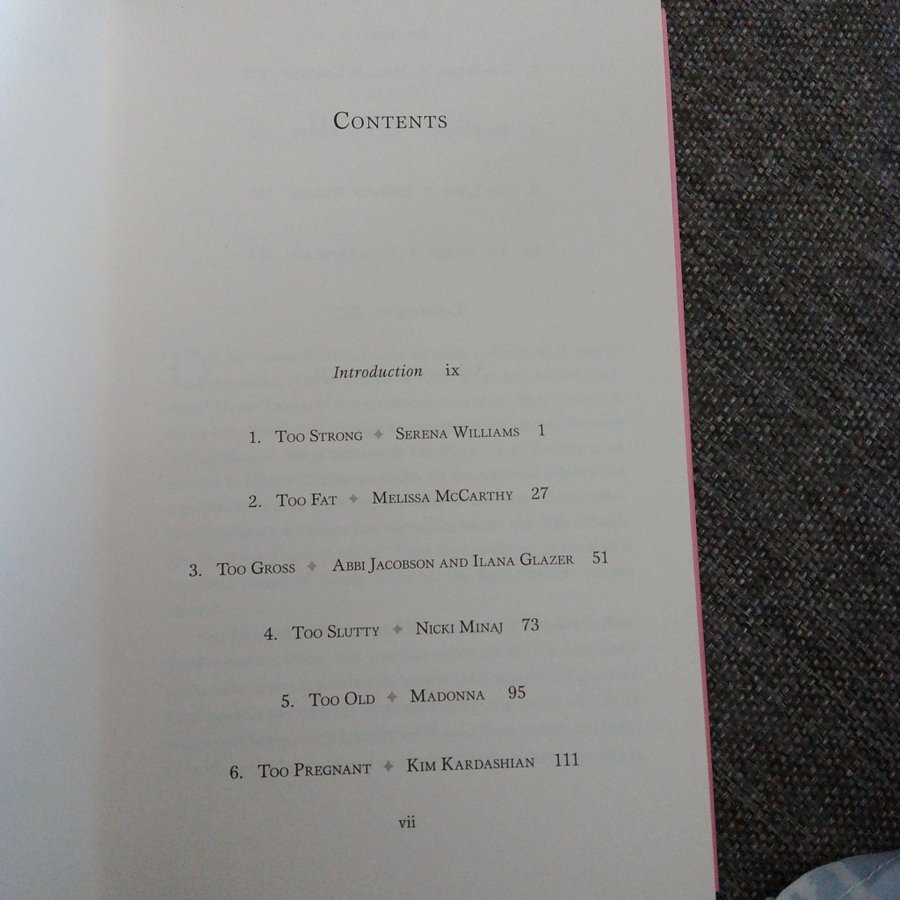 CONTENTS
Introduction ix
1. TOO STRONG ✦ SERENA WILLIAMS 1
2. TOO FAT ✦ MELISSA MCCARTHY 27
3. TOO GROSS ✦ ABBI JACOBSON AND ILANA GLAZER 51
4. TOO SLUTTY ✦ NICKI MINAJ 73
5. TOO OLD ✦ MADONNA 95
6. TOO PREGNANT ✦ KIM KARDASHIAN 111
vii